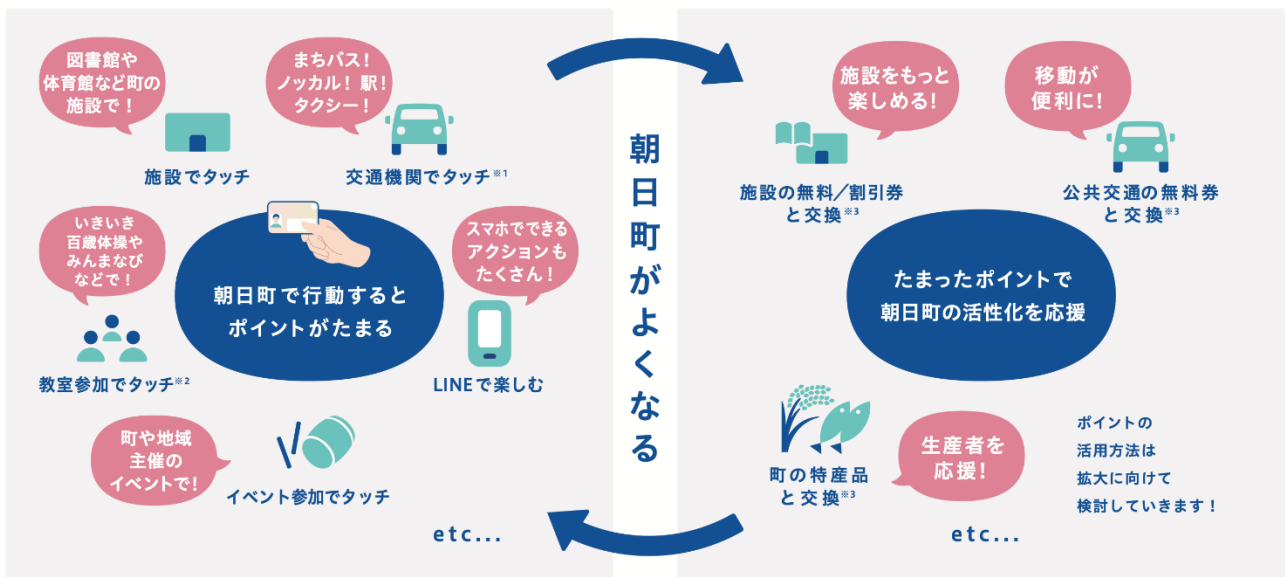 図書館や
体育館など町の
施設で！
施設でタッチ
まちバス！
ノッカル！駅！
タクシー！
交通機関でタッチ※1
いきいき
百歳体操や
みんまなび
などで！
教室参加でタッチ※2
朝日町で行動すると
ポイントがたまる
スマホでできる
アクションも
たくさん！
LINEで楽しむ
町や地域
主催の
イベントで！
イベント参加でタッチ
etc...
朝日町がよくなる
施設をもっと
楽しめる！
施設の無料／割引券
と交換※3
移動が
便利に！
公共交通の無料券
と交換※3
たまったポイントで
朝日町の活性化を応援
町の特産品
と交換※3
生産者を
応援！
ポイントの
活用方法は
拡大に向けて
検討していきます！
etc...